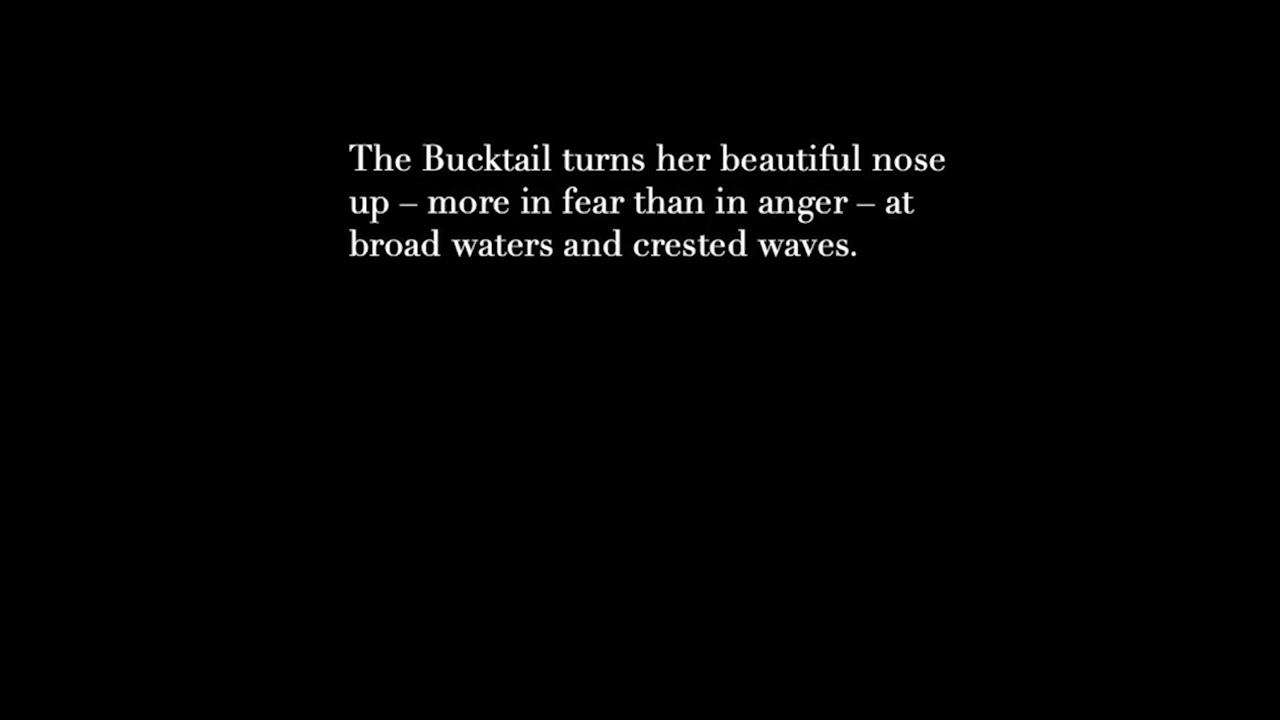 The Bucktail turns her beautiful nose
up – more in fear than in anger – at
broad waters and crested waves.